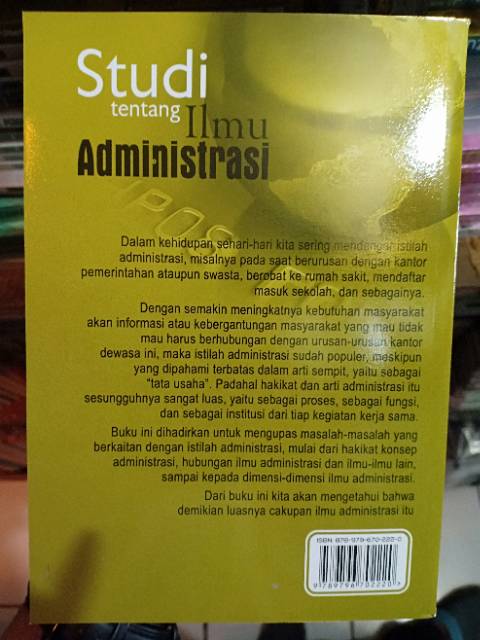 Studi
tentang
Ilmu
Administrasi
Dalam kehidupan sehari-hari kita sering mendengar istilah
administrasi, misalnya pada saat berurusan dengan kantor
pemerintahan ataupun swasta, berobat ke rumah sakit, mendaftar
masuk sekolah, dan sebagainya.
Dengan semakin meningkatnya kebutuhan masyarakat
akan informasi atau kebergantungan masyarakat yang mau tidak
mau harus berhubungan dengan urusan-urusan kantor
dewasa ini, maka istilah administrasi sudah populer, meskipun
yang dipahami terbatas dalam arti sempit, yaitu sebagai
"tata usaha". Padahal hakikat dan arti administrasi itu
sesungguhnya sangat luas, yaitu sebagai proses, sebagai fungsi,
dan sebagai institusi dari tiap kegiatan kerja sama.
Buku ini dihadirkan untuk mengupas masalah-masalah yang
berkaitan dengan istilah administrasi, mulai dari hakikat konsep
administrasi, hubungan ilmu administrasi dan ilmu-ilmu lain,
sampai kepada dimensi-dimensi ilmu administrasi.
Dari buku ini kita akan mengetahui bahwa
demikian luasnya cakupan ilmu administrasi itu
ISBN 978-979-670-222-0
9789796702220